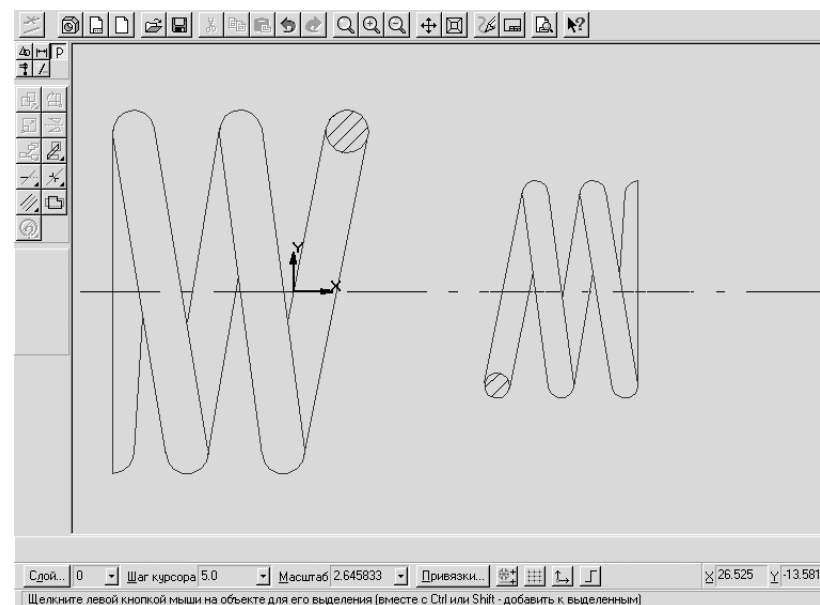 P
Y
X
Слой... 0 Шаг курсора 5.0 Масштаб 2.645833 Привязки... X 26.525 Y -13.581
Щелкните левой кнопкой мыши на объекте для его выделения (вместе с Ctrl или Shift - добавить к выделенным)